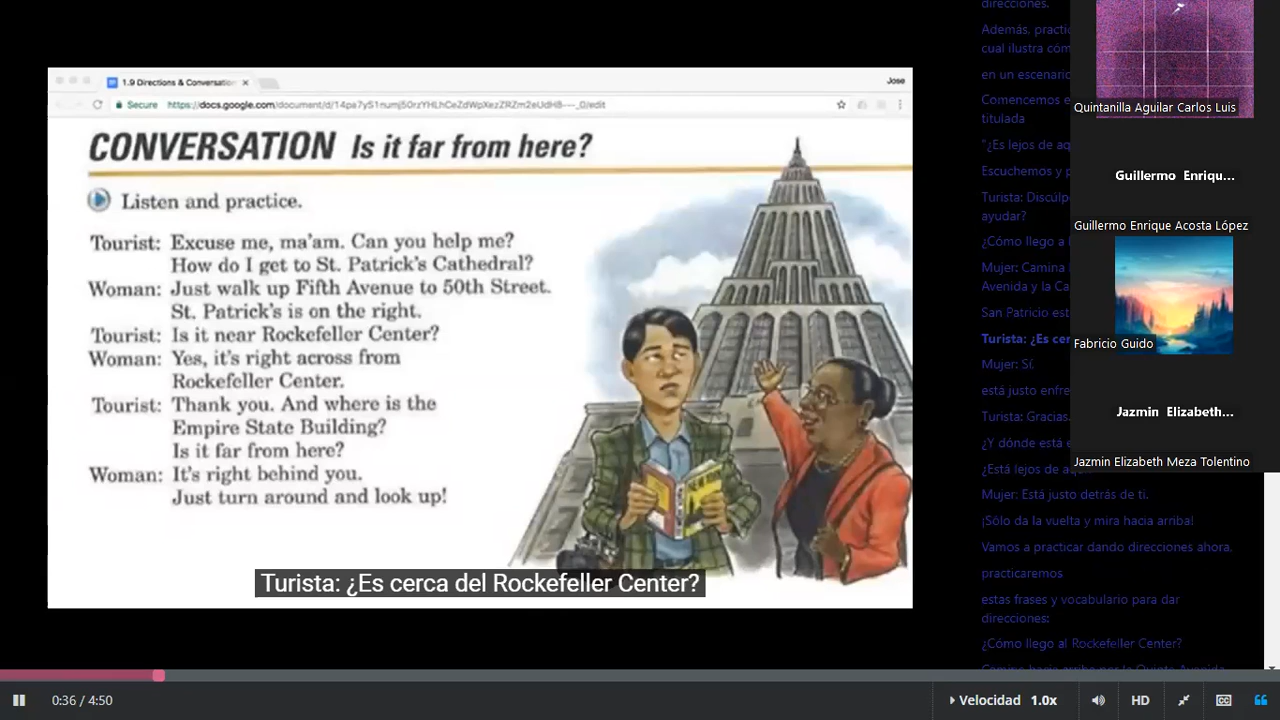 1.9 Directions & Conversation
Jose
Secure
CONVERSATION Is it far from here?
Listen and practice.
Tourist: Excuse me, ma'am. Can you help me?
How do I get to St. Patrick's Cathedral?
Woman: Just walk up Fifth Avenue to 50th Street.
St. Patrick's is on the right.
Tourist: Is it near Rockefeller Center?
Woman: Yes, it's right across from
Rockefeller Center.
Tourist: Thank you. And where is the
Empire State Building?
Is it far from here?
Woman: It's right behind you.
Just turn around and look up!
Turista: ¿Es cerca del Rockefeller Center?
0:36 / 4:50
Velocidad 1.0x
HD
direcciones.
Además, practi
cual ilustra cóm
en un escenario
Comencemos e
titulada
"¿Es lejos de aq
Escuchemos y p
Turista: Discúlp
ayudar?
¿Cómo llego a l
Mujer: Camina
Avenida y la Ca
San Patricio est
Turista: ¿Es cer
Mujer: Sí,
está justo enfre
Turista: Gracias.
¿Y dónde está e
¿Está lejos de aq
Mujer: Está justo detrás de ti.
¡Sólo da la vuelta y mira hacia arriba!
Vamos a practicar dando direcciones ahora,
practicaremos
estas frases y vocabulario para dar
direcciones:
¿Cómo llego al Rockefeller Center?
Camine hacia arriba por la Quinta Avenida
Quintanilla Aguilar Carlos Luis
Guillermo Enriqu...
Guillermo Enrique Acosta López
Fabricio Guido
Jazmin Elizabeth...
Jazmin Elizabeth Meza Tolentino